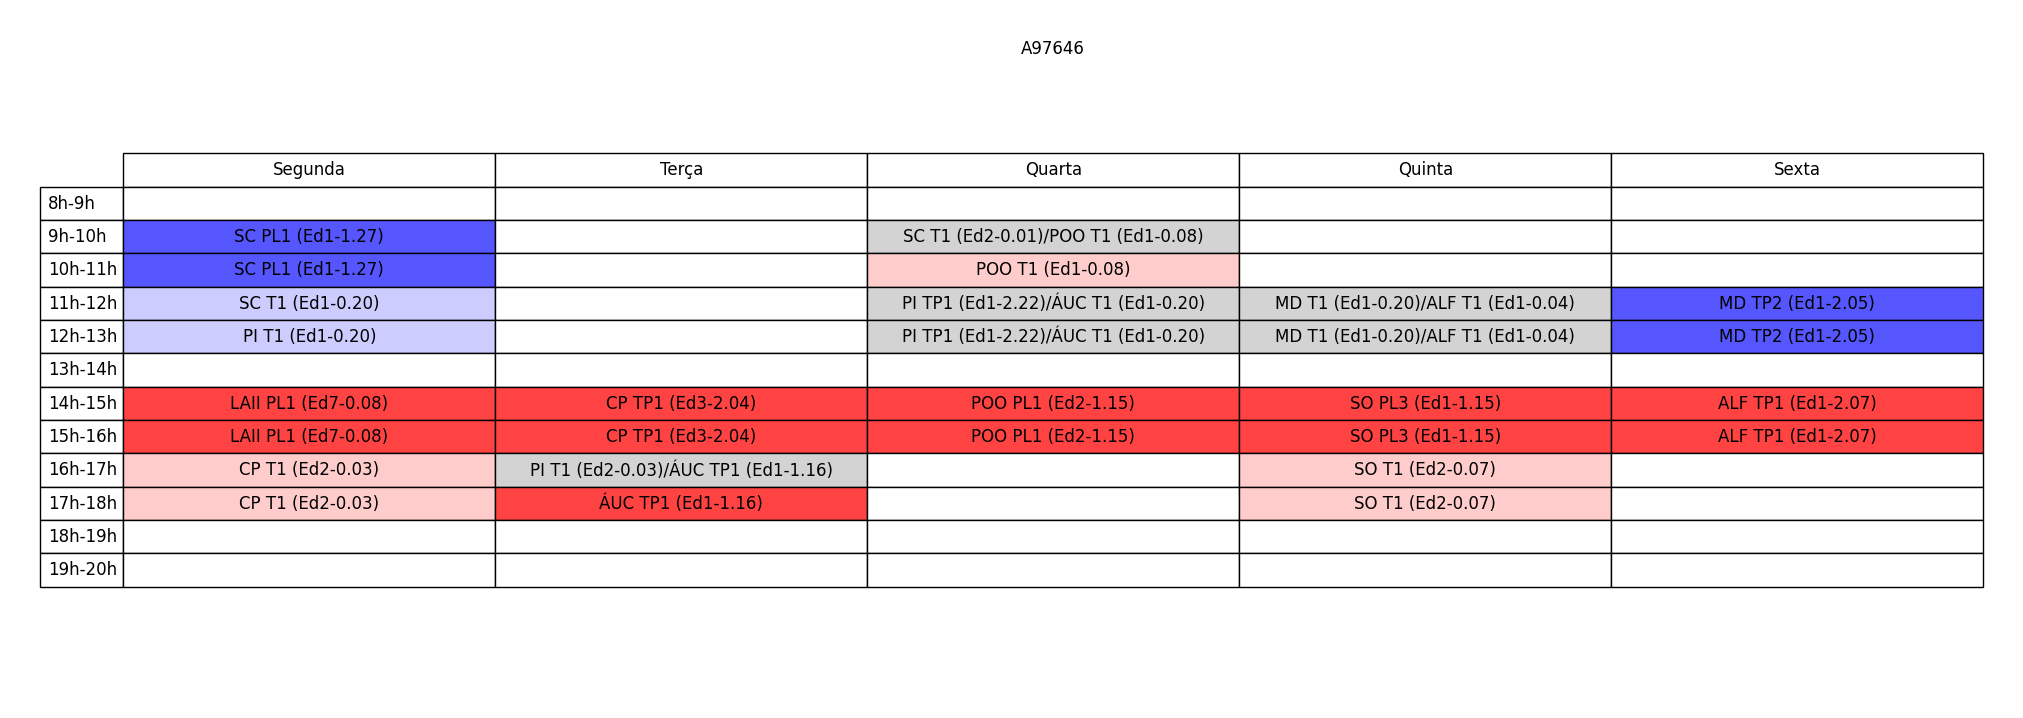 A97646
Segunda Terça Quarta Quinta Sexta
8h-9h
9h-10h SC PL1 (Ed1-1.27) SC T1 (Ed2-0.01)/POO T1 (Ed1-0.08)
10h-11h SC PL1 (Ed1-1.27) POO T1 (Ed1-0.08)
11h-12h SC T1 (Ed1-0.20) PI TP1 (Ed1-2.22)/ÁUC T1 (Ed1-0.20) MD T1 (Ed1-0.20)/ALF T1 (Ed1-0.04) MD TP2 (Ed1-2.05)
12h-13h PI T1 (Ed1-0.20) PI TP1 (Ed1-2.22)/ÁUC T1 (Ed1-0.20) MD T1 (Ed1-0.20)/ALF T1 (Ed1-0.04) MD TP2 (Ed1-2.05)
13h-14h
14h-15h LAII PL1 (Ed7-0.08) CP TP1 (Ed3-2.04) POO PL1 (Ed2-1.15) SO PL3 (Ed1-1.15) ALF TP1 (Ed1-2.07)
15h-16h LAII PL1 (Ed7-0.08) CP TP1 (Ed3-2.04) POO PL1 (Ed2-1.15) SO PL3 (Ed1-1.15) ALF TP1 (Ed1-2.07)
16h-17h CP T1 (Ed2-0.03) PI T1 (Ed2-0.03)/ÁUC TP1 (Ed1-1.16) SO T1 (Ed2-0.07)
17h-18h CP T1 (Ed2-0.03) ÁUC TP1 (Ed1-1.16) SO T1 (Ed2-0.07)
18h-19h
19h-20h